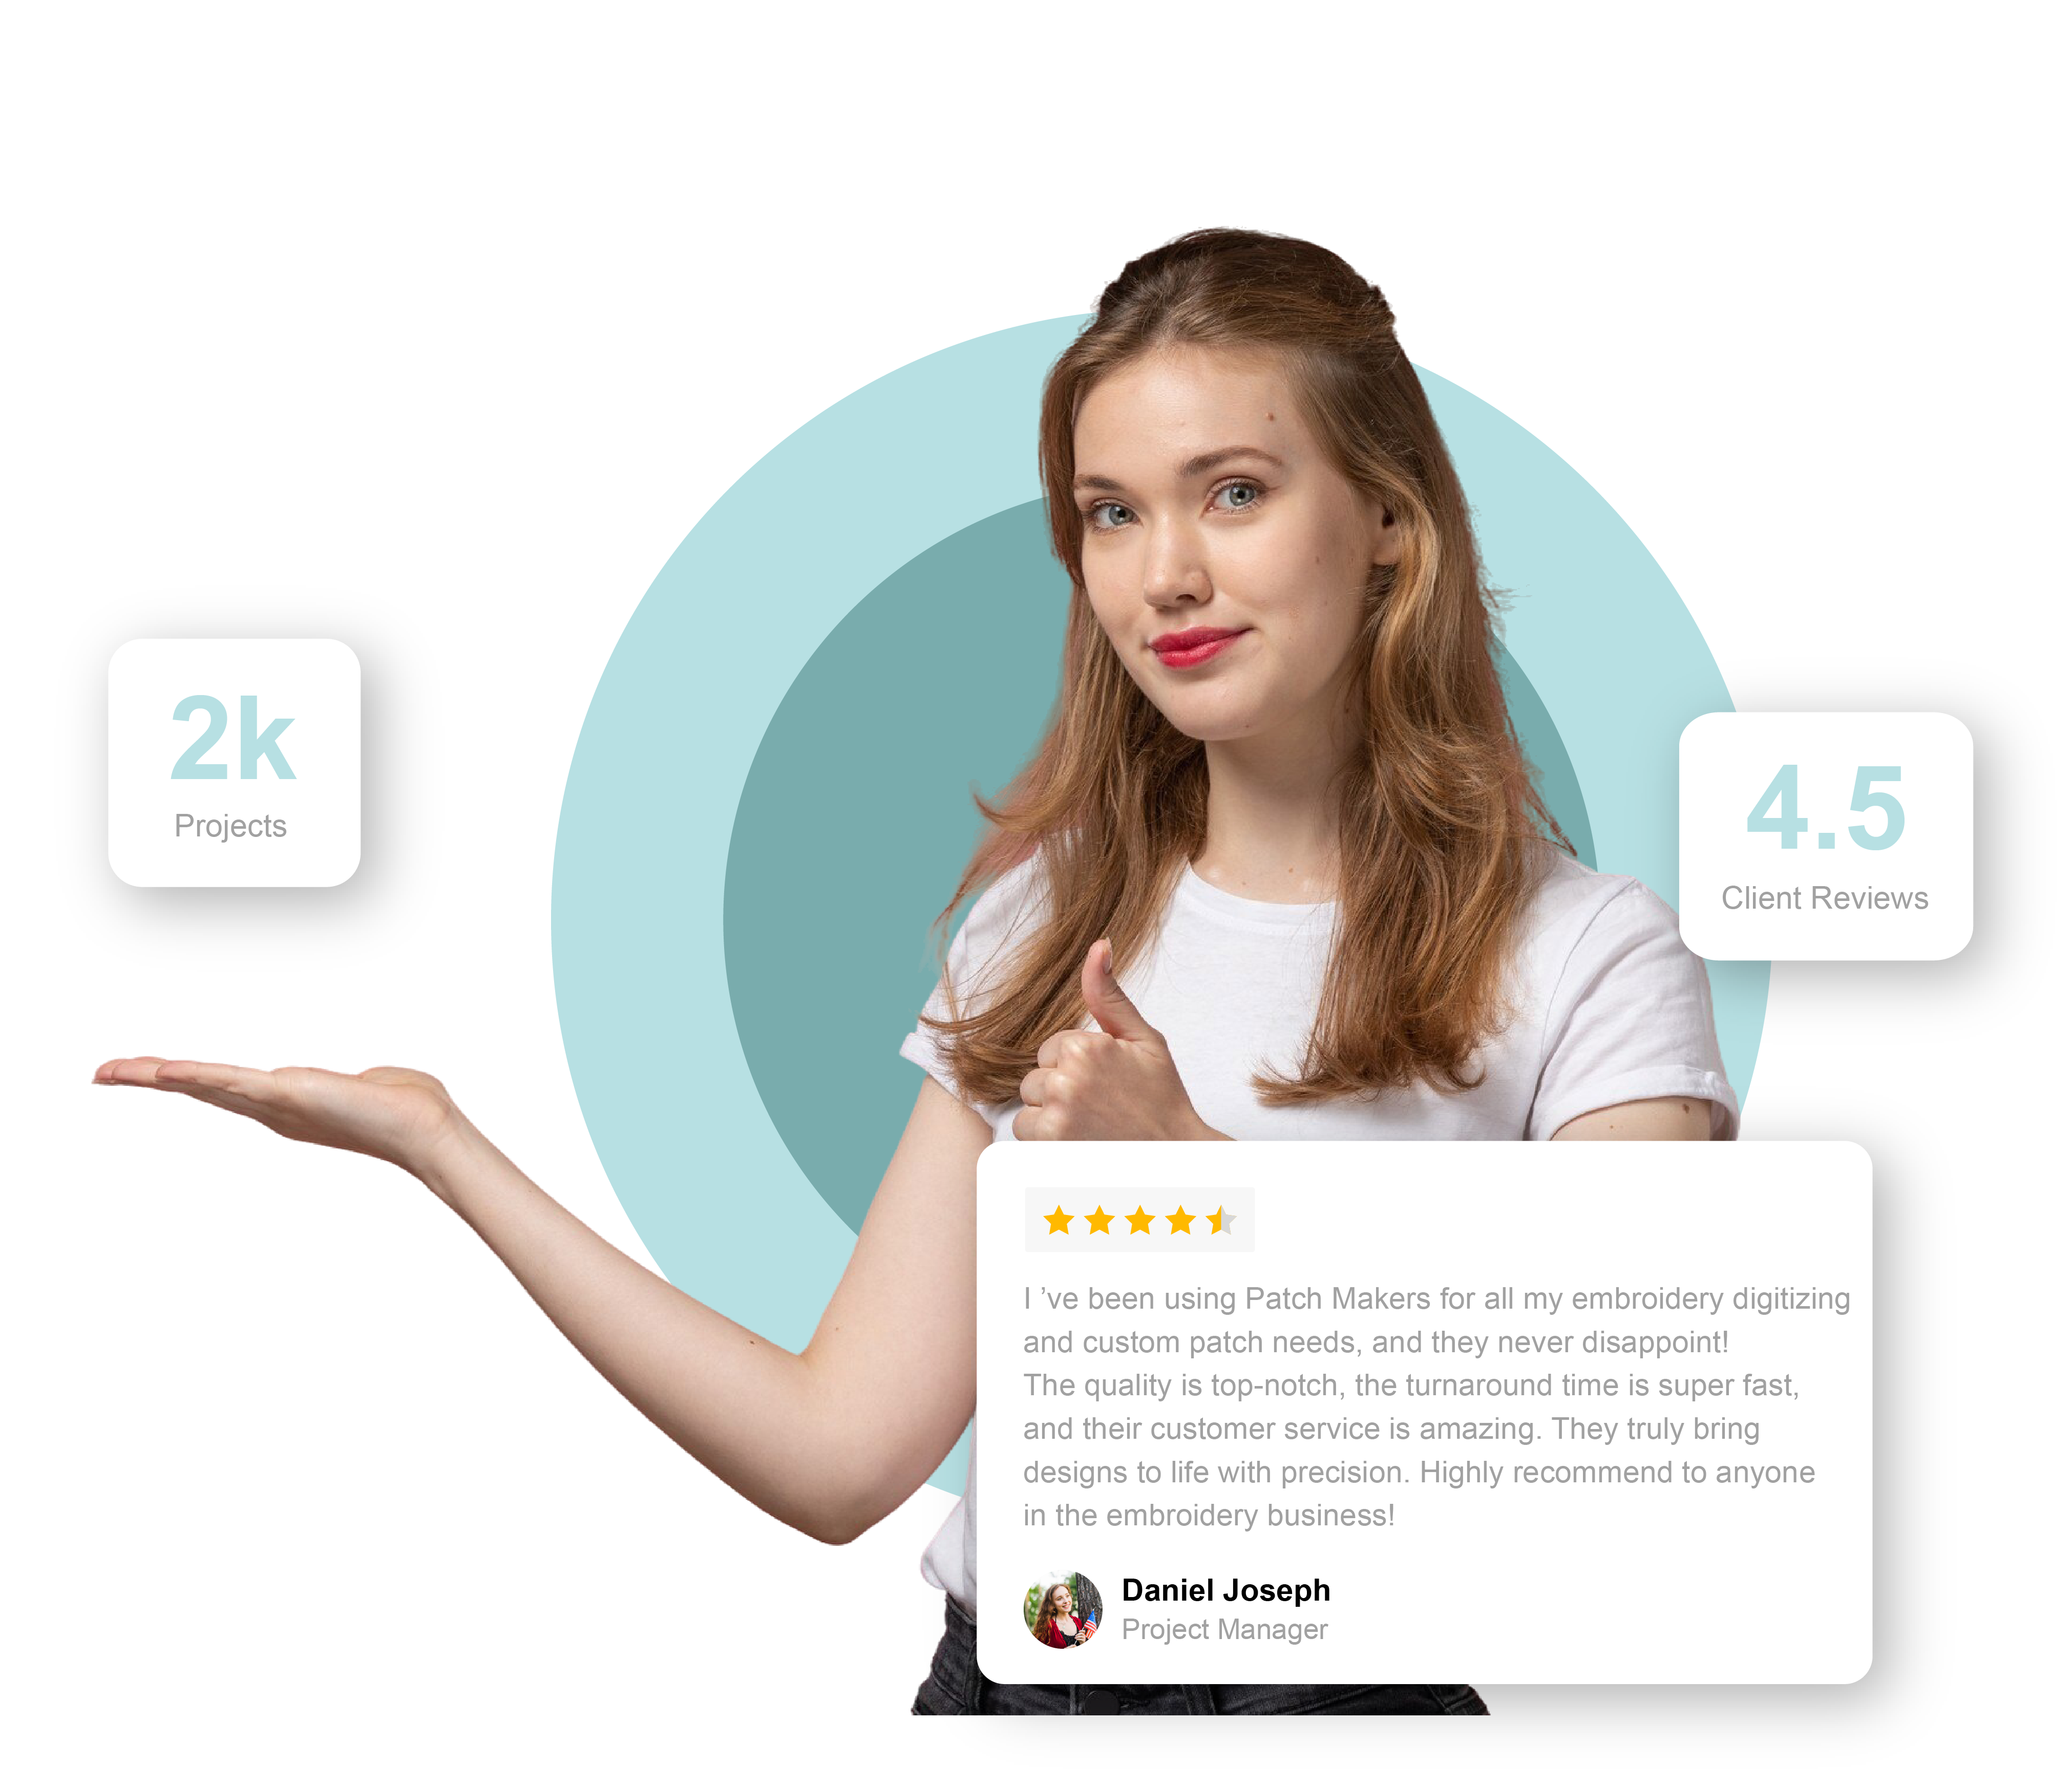 2k
Projects
4.5
Client Reviews
I ’ve been using Patch Makers for all my embroidery digitizing
and custom patch needs, and they never disappoint!
The quality is top-notch, the turnaround time is super fast,
and their customer service is amazing. They truly bring
designs to life with precision. Highly recommend to anyone
in the embroidery business!
Daniel Joseph
Project Manager